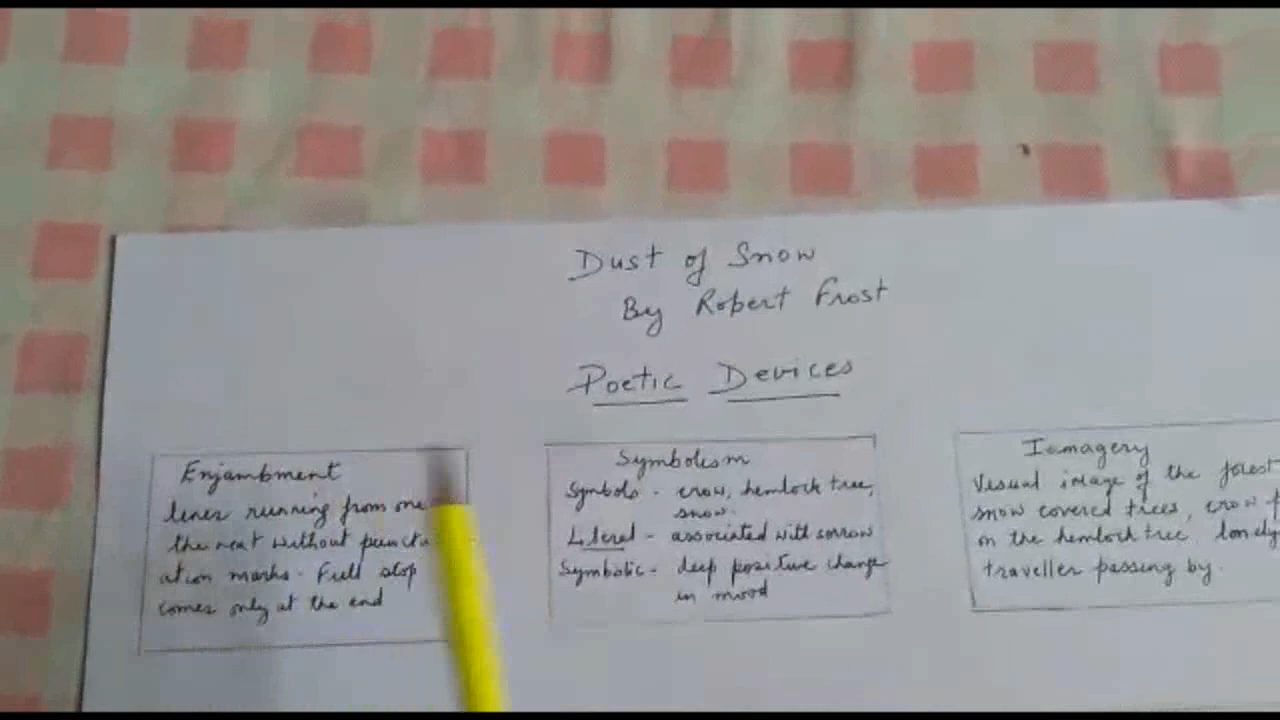 Dust of Snow
By Robert Frost
Poetic Devices
Enjambment
lines running from one
the next without punctu
ation marks. Full stop
comes only at the end
Symbolism
Symbols - crow, hemlock tree,
snow.
Literal - associated with sorrow
Symbolic - deep positive change
in mood
Iamagery
Visual image of the forest
snow covered trees, crow
on the hemlock tree lonely
traveller passing by.